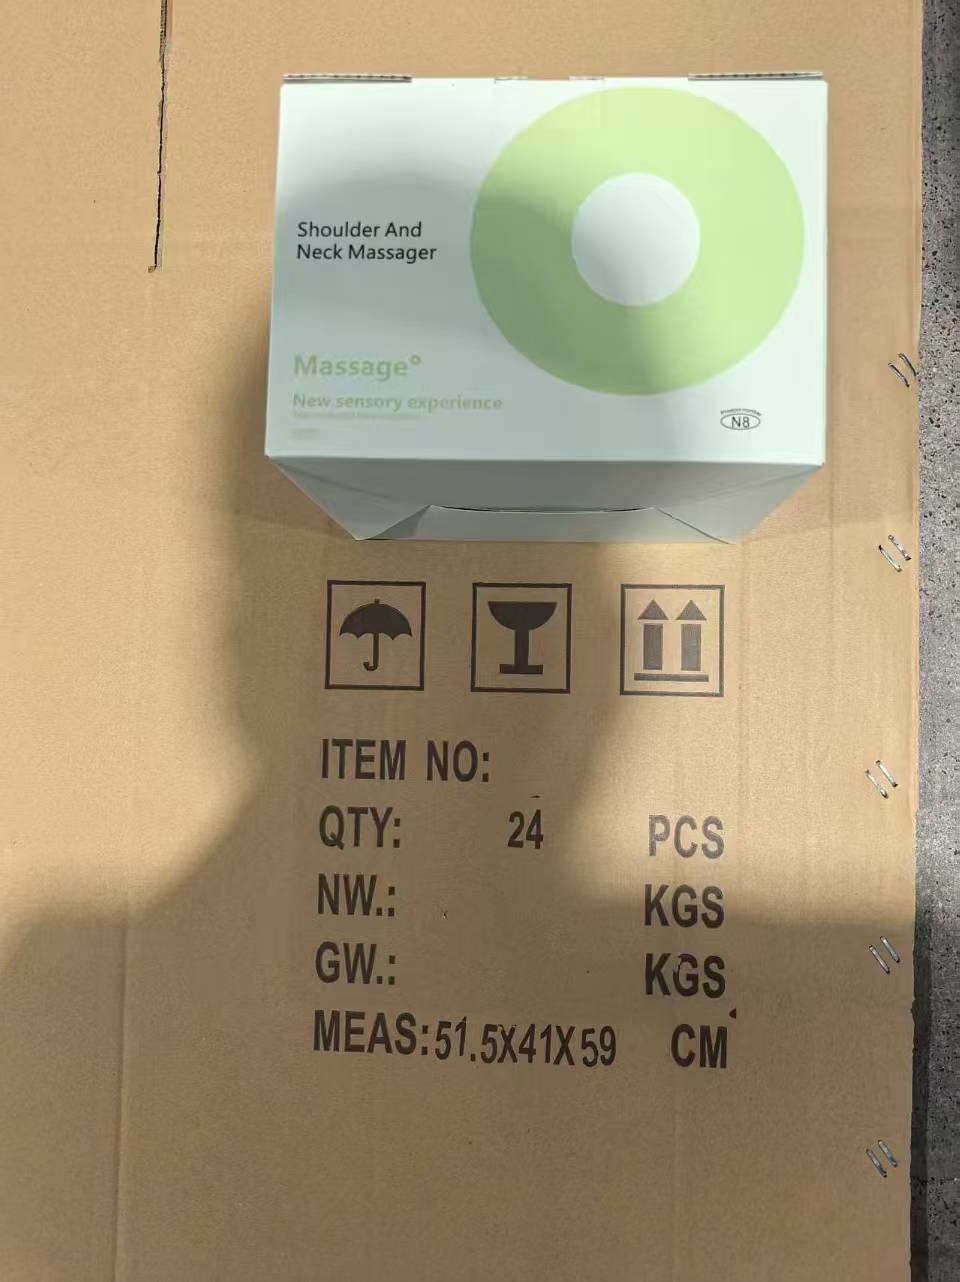 Shoulder And
Neck Massager
Massage°
New sensory experience
N8
ITEM NO:
QTY: 24 PCS
NW.: KGS
GW.: KGS
MEAS:51.5X41X59 CM